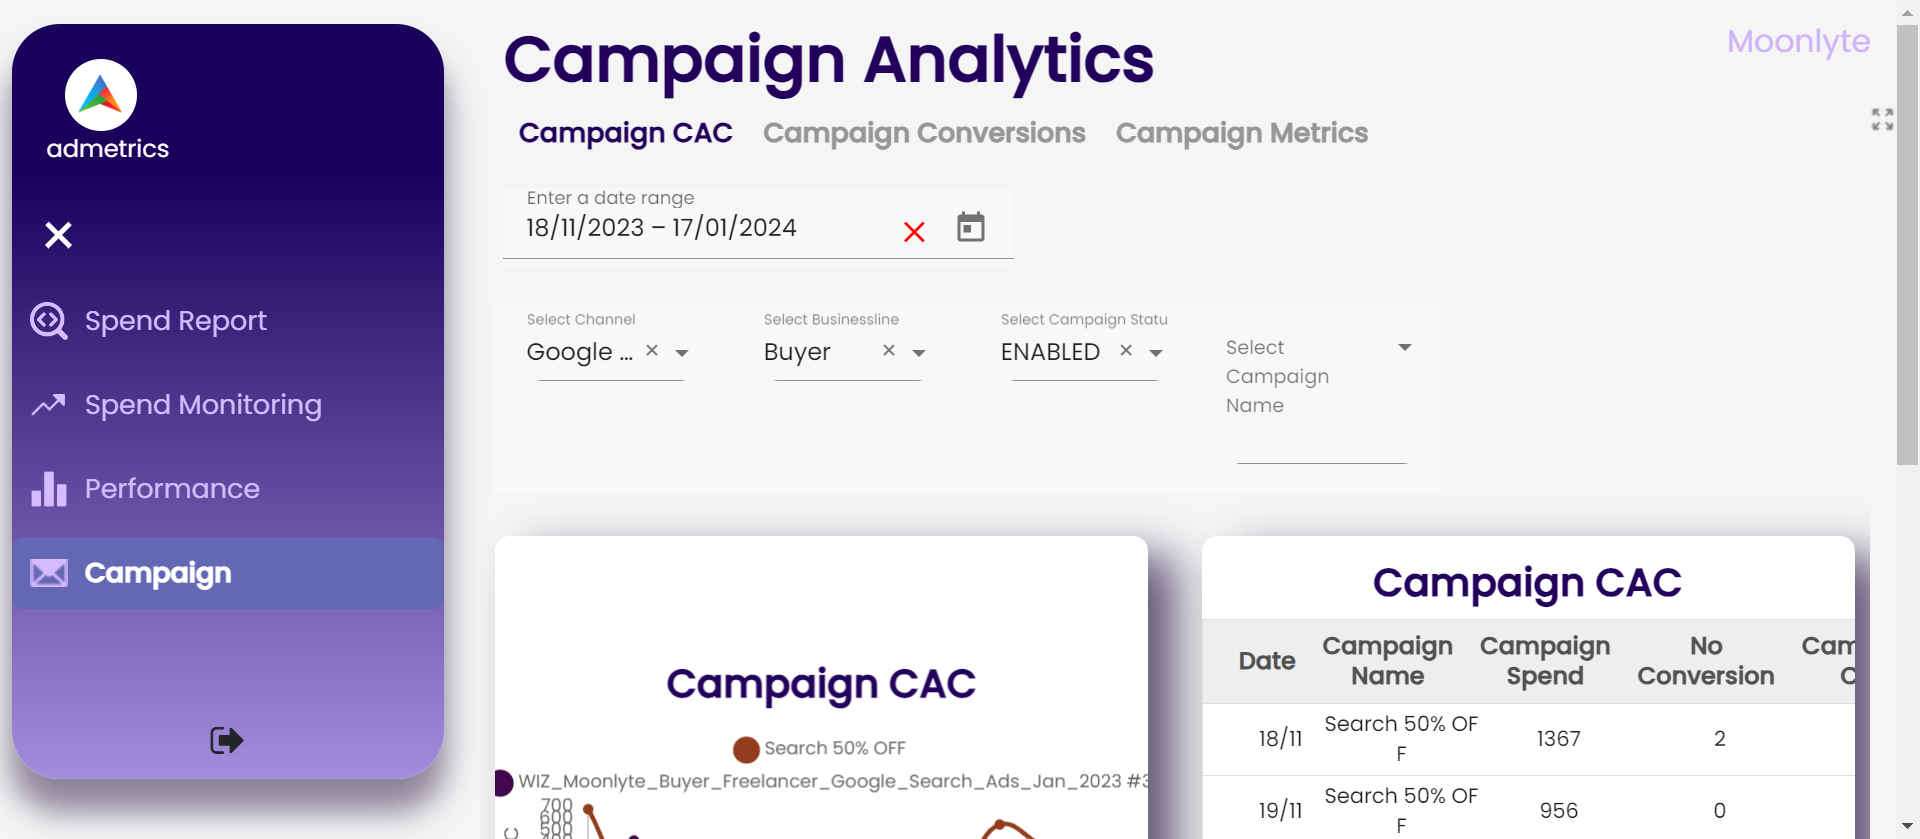 admetrics
Spend Report
Spend Monitoring
Performance
Campaign
Campaign Analytics
Moonlyte
Campaign CAC Campaign Conversions Campaign Metrics
Enter a date range
18/11/2023 – 17/01/2024
Select Channel
Google ...
Select Businessline
Buyer
Select Campaign Statu
ENABLED
Select
Campaign
Name
Campaign CAC
Search 50% OFF
WIZ_Moonlyte_Buyer_Freelancer_Google_Search_Ads_Jan_2023 #3
700
600
500
Campaign CAC
Date Campaign Name Campaign Spend No Conversion
18/11 Search 50% OF F 1367 2
19/11 Search 50% OF F 956 0